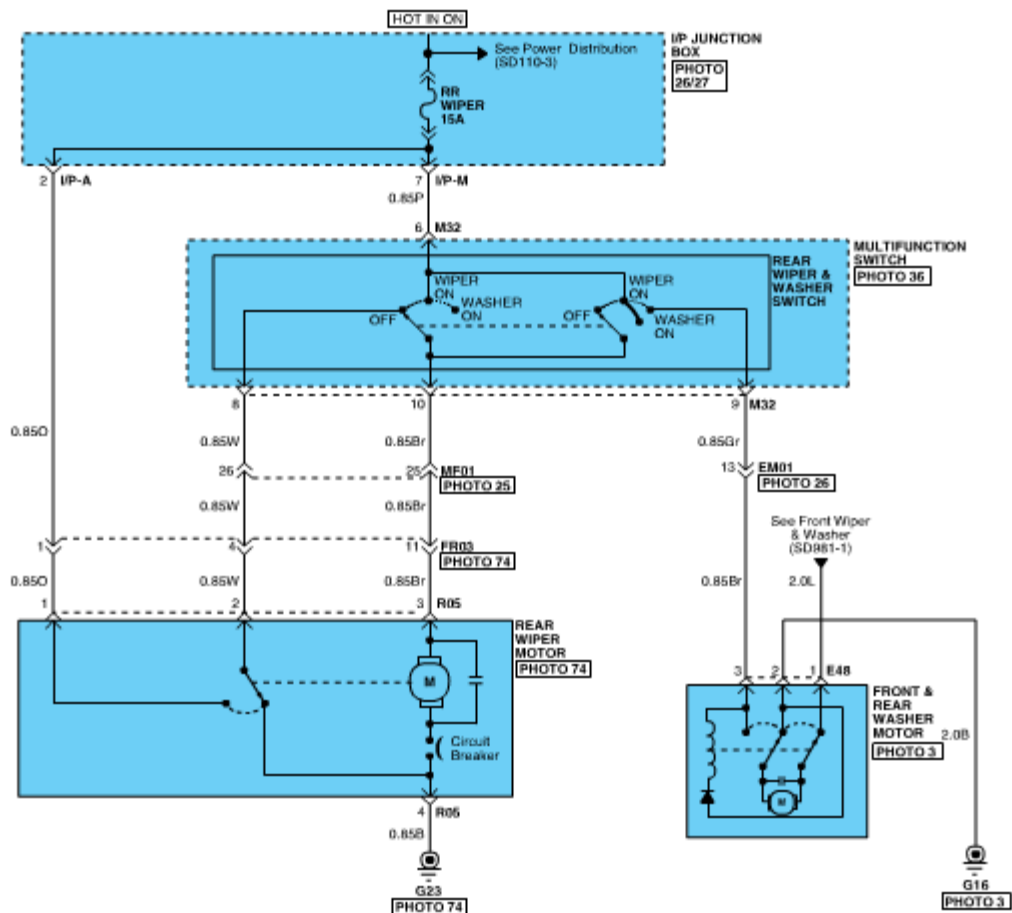 HOT IN ON
See Power Distribution
(SD110-3)
I/P JUNCTION
BOX
PHOTO
26/27
RR
WIPER
15A
2 I/P-A
7 I/P-M
0.85P
6 M32
MULTIFUNCTION
SWITCH
PHOTO 36
REAR
WIPER &
WASHER
SWITCH
WIPER
ON
WASHER
ON
OFF
WIPER
ON
OFF
WASHER
ON
8
10
9 M32
0.85O
0.85W
0.85Br
0.85Gr
26
25 MF01
PHOTO 25
13 EM01
PHOTO 26
0.85W
0.85Br
See Front Wiper
& Washer
(SD981-1)
1
4
11 FR03
PHOTO 74
0.85O
0.85W
0.85Br
0.85Br
2.0L
1
2
3 R05
REAR
WIPER
MOTOR
PHOTO 74
M
Circuit
Breaker
3
2
1 E48
FRONT &
REAR
WASHER
MOTOR
PHOTO 3
2.0B
M
4 R05
0.85B
G23
PHOTO 74
G16
PHOTO 3